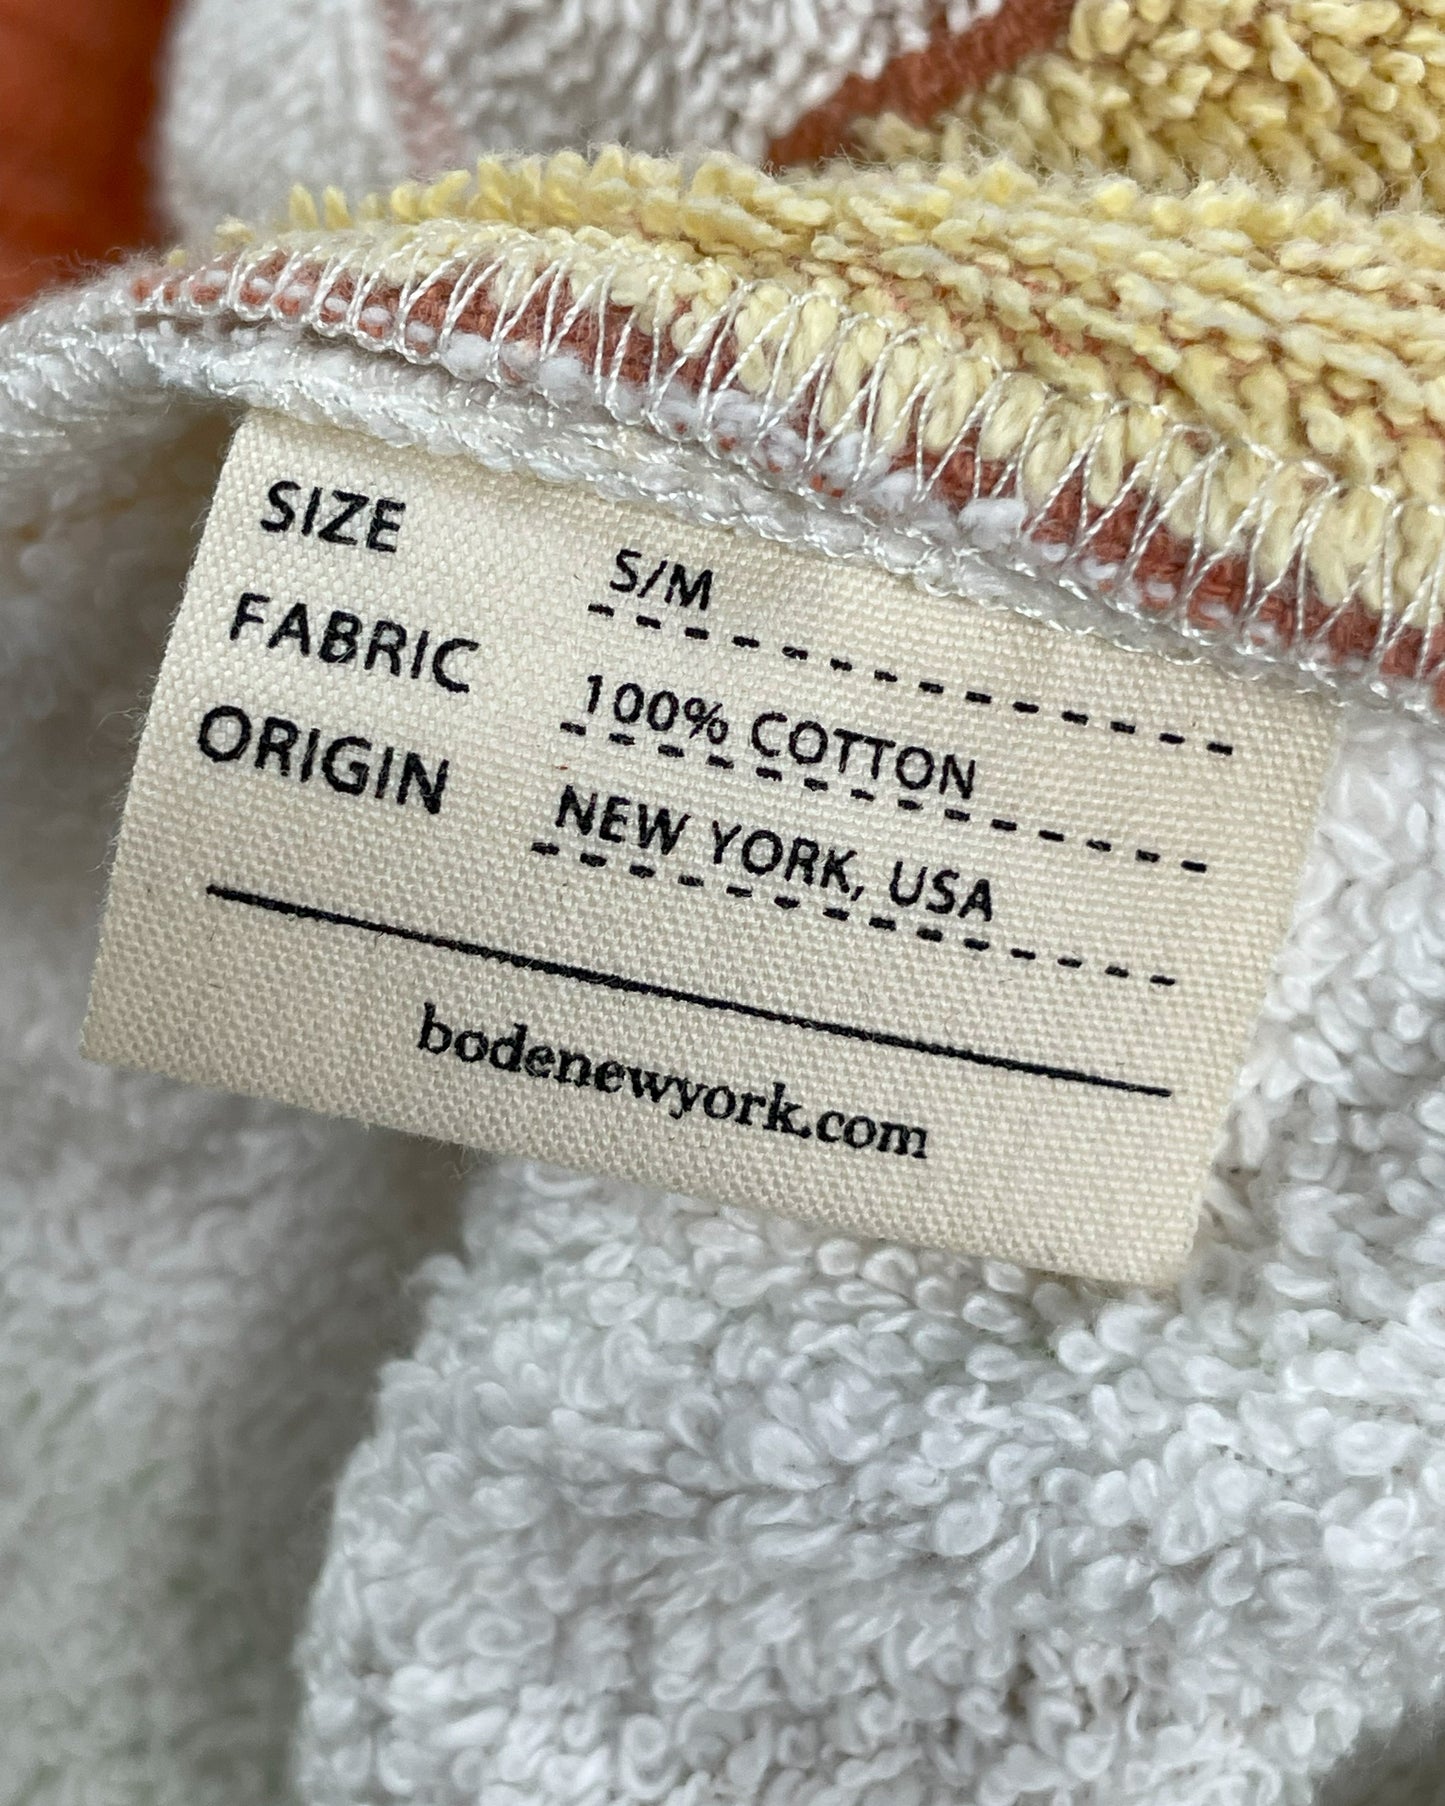 SIZE S/M
FABRIC 100% COTTON
ORIGIN NEW YORK, USA
bodenewyork.com